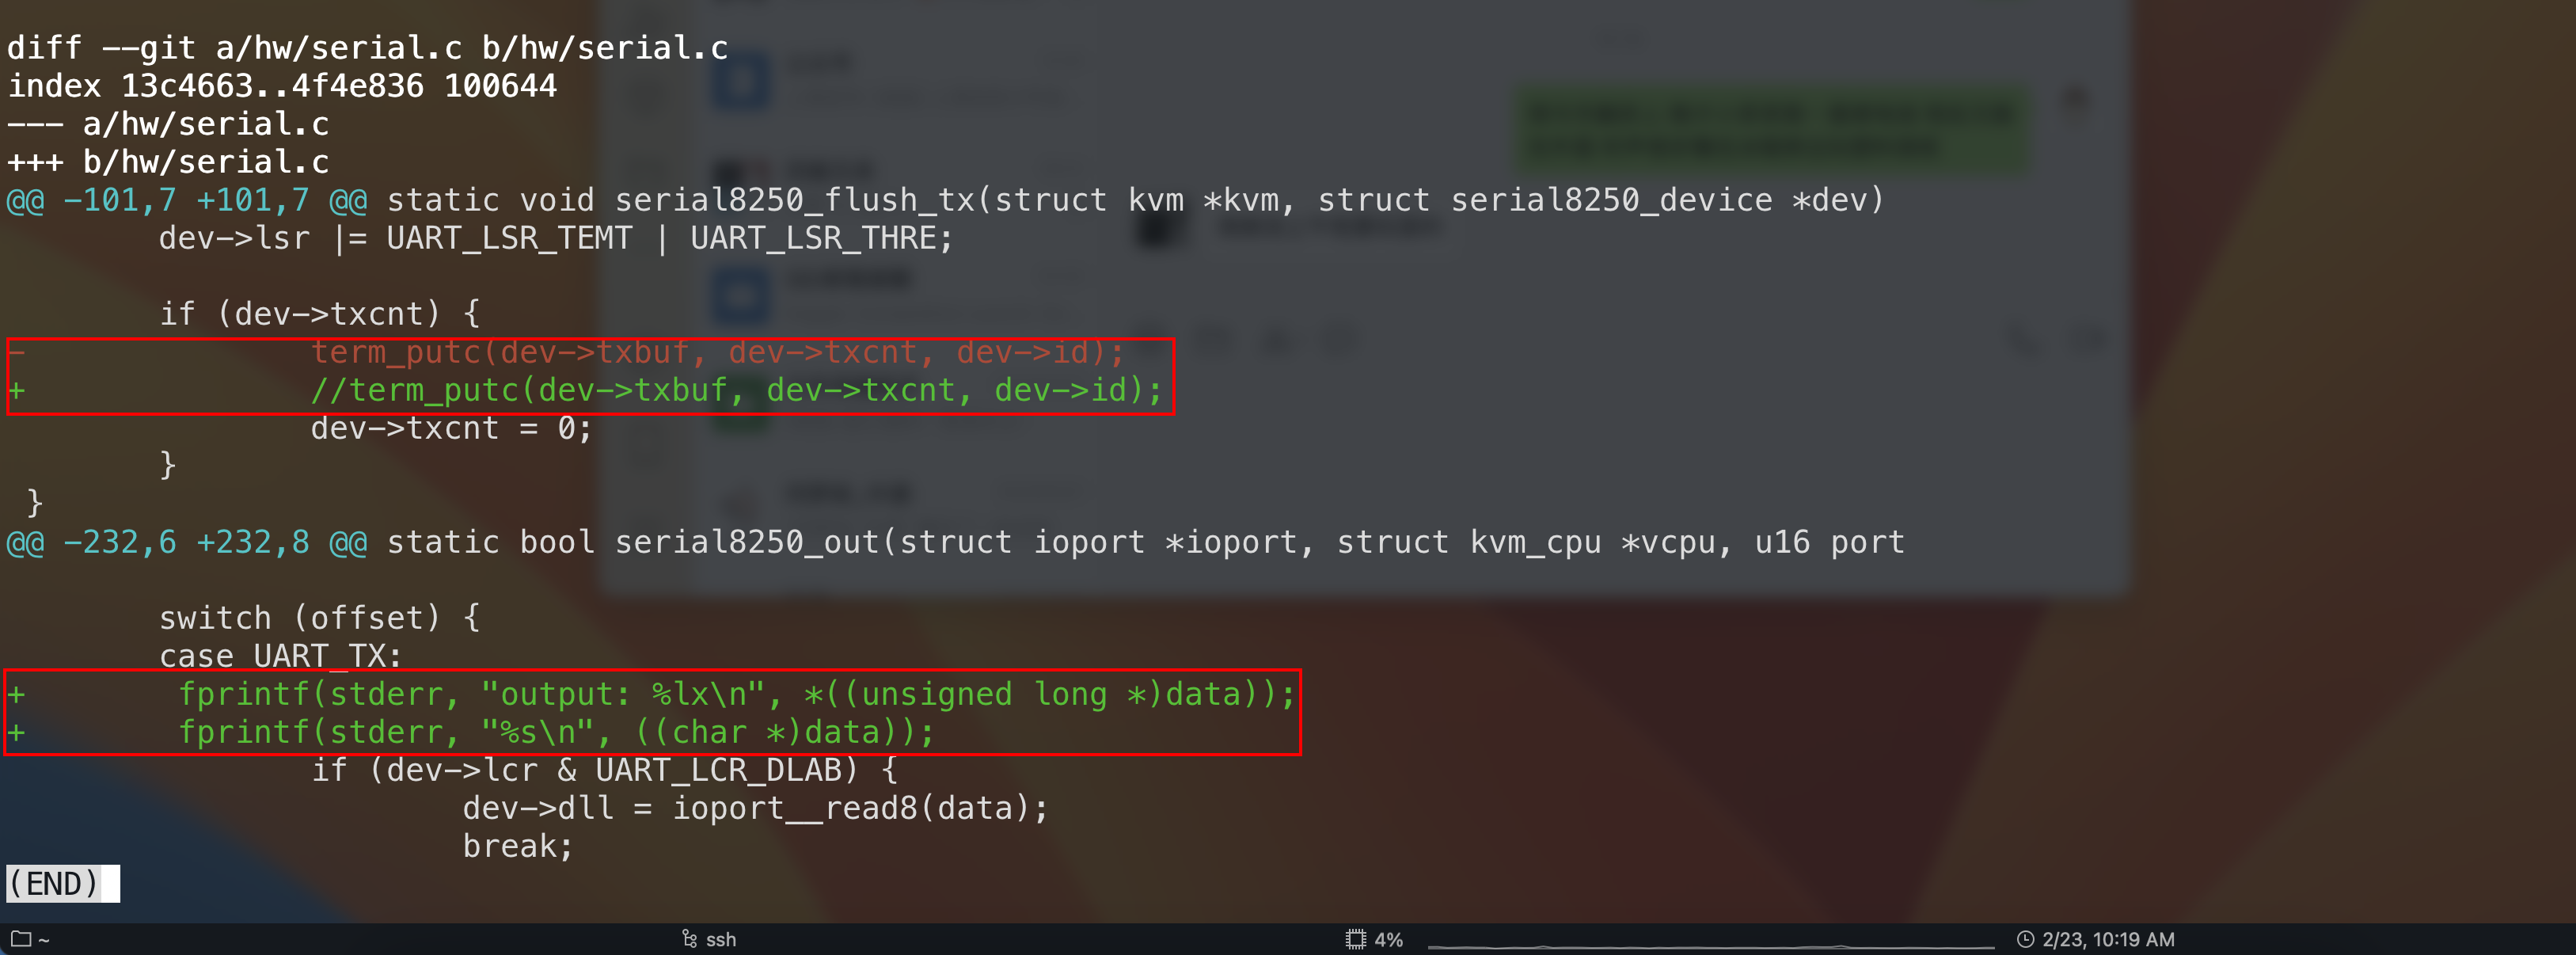 diff --git a/hw/serial.c b/hw/serial.c
index 13c4663..4f4e836 100644
--- a/hw/serial.c
+++ b/hw/serial.c
@@ -101,7 +101,7 @@ static void serial8250_flush_tx(struct kvm *kvm, struct serial8250_device *dev)
dev->lsr |= UART_LSR_TEMT | UART_LSR_THRE;
if (dev->txcnt) {
- term_putc(dev->txbuf, dev->txcnt, dev->id);
+ //term_putc(dev->txbuf, dev->txcnt, dev->id);
dev->txcnt = 0;
}
}
@@ -232,6 +232,8 @@ static bool serial8250_out(struct ioport *ioport, struct kvm_cpu *vcpu, u16 port
switch (offset) {
case UART_TX:
+ fprintf(stderr, "output: %lx\n", *((unsigned long *)data));
+ fprintf(stderr, "%s\n", ((char *)data));
if (dev->lcr & UART_LCR_DLAB) {
dev->dll = ioport__read8(data);
break;
(END)
~ ssh 4% 2/23, 10:19 AM